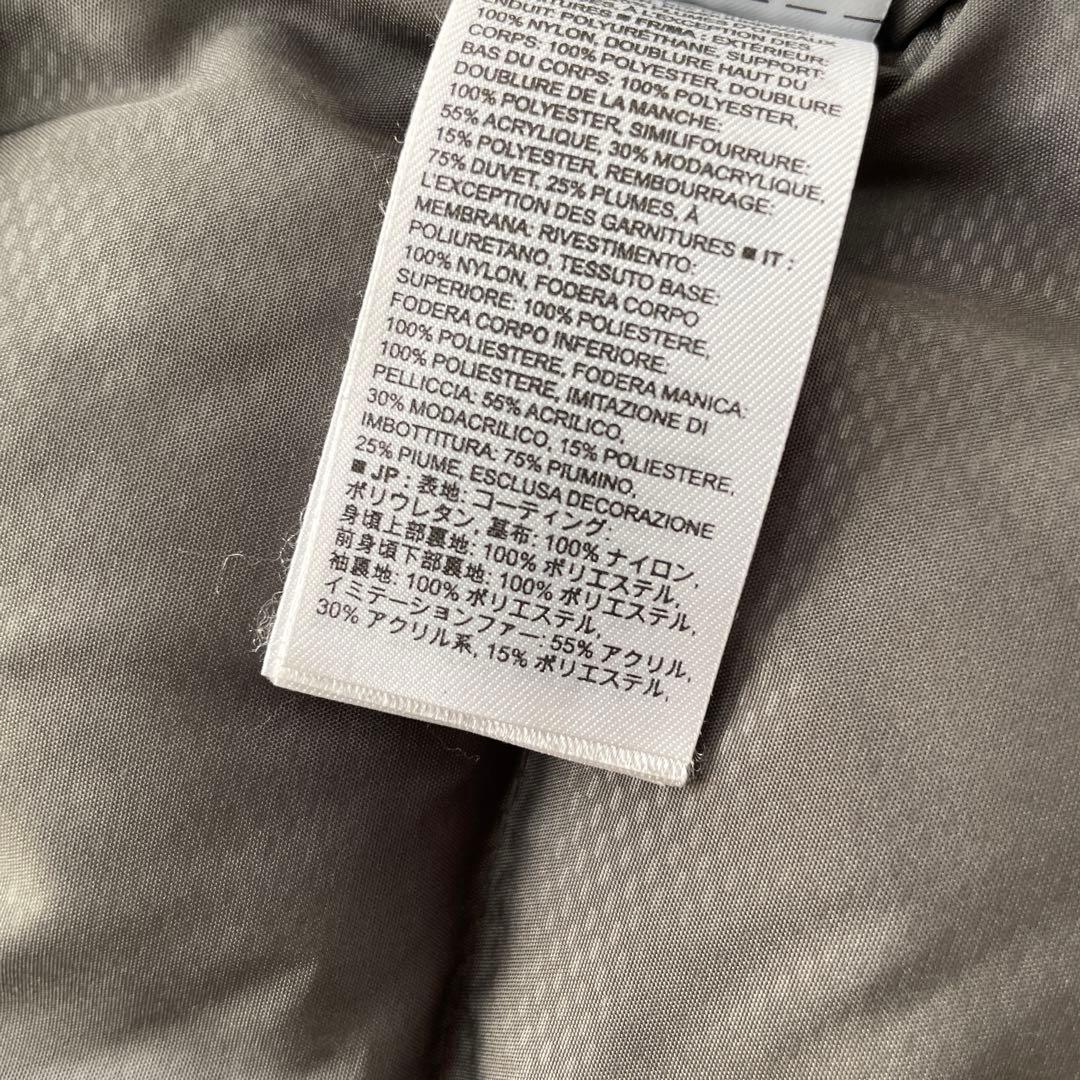 À L'EXCEPTION DES
■ FR/MA : EXTÉRIEUR:
ENDUIT: POLYURÉTHANE, SUPPORT:
100% NYLON, DOUBLURE HAUT DU
CORPS: 100% POLYESTER, DOUBLURE
BAS DU CORPS: 100% POLYESTER,
DOUBLURE DE LA MANCHE:
100% POLYESTER, SIMILIFOURRURE:
55% ACRYLIQUE, 30% MODACRYLIQUE,
15% POLYESTER, REMBOURRAGE:
75% DUVET, 25% PLUMES, À
L'EXCEPTION DES GARNITURES ■ IT :
MEMBRANA: RIVESTIMENTO:
POLIURETANO, TESSUTO BASE:
100% NYLON, FODERA CORPO
SUPERIORE: 100% POLIESTERE,
FODERA CORPO INFERIORE:
100% POLIESTERE, FODERA MANICA:
100% POLIESTERE, IMITAZIONE DI
PELLICCIA: 55% ACRILICO,
30% MODACRILICO, 15% POLIESTERE,
IMBOTTITURA: 75% PIUMINO,
25% PIUME, ESCLUSA DECORAZIONE
■ JP : 表地: コーティング:
ポリウレタン, 基布: 100% ナイロン,
身頃上部裏地: 100% ポリエステル,
前身頃下部裏地: 100% ポリエステル,
袖裏地: 100% ポリエステル,
イミテーションファー: 55% アクリル,
30% アクリル系, 15% ポリエステル,